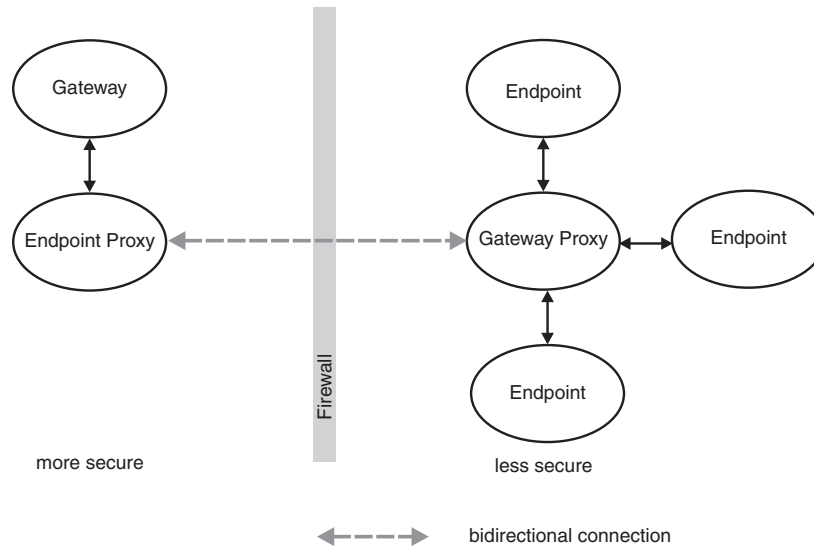 Gateway
Endpoint
Endpoint Proxy
Gateway Proxy
Endpoint
Endpoint
Firewall
more secure
less secure
bidirectional connection